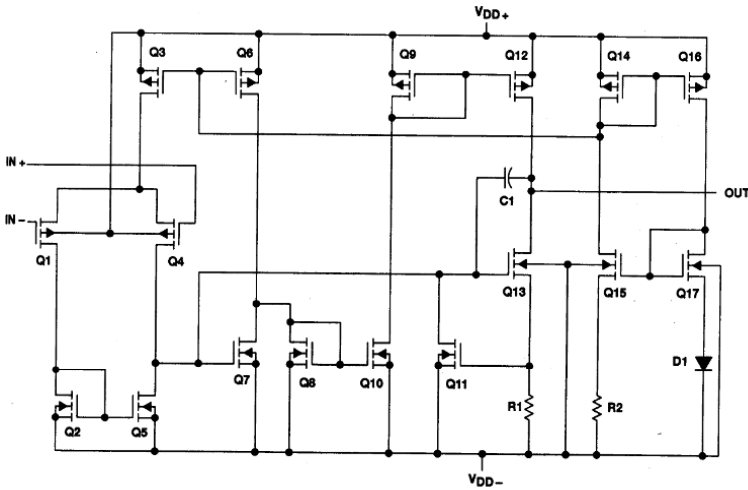 VDD+
Q3
Q6
Q9
Q12
Q14
Q16
IN +
C1
OUT
IN –
Q1
Q4
Q13
Q15
Q17
Q7
Q8
Q10
Q11
D1
R1
R2
Q2
Q5
VDD–